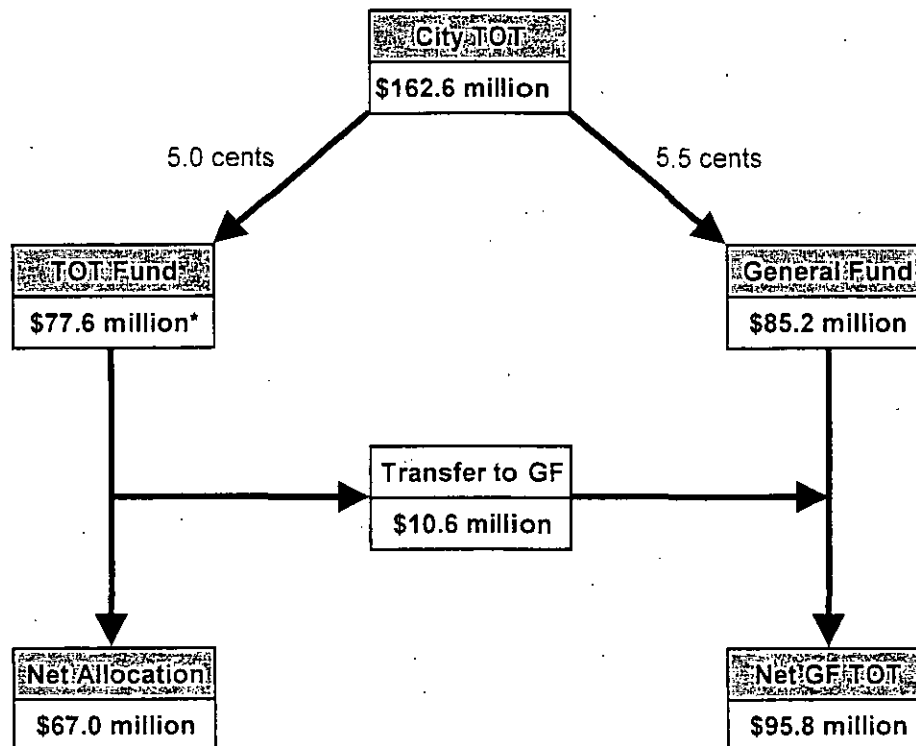 City TOT
$162.6 million
5.0 cents
5.5 cents
TOT Fund
$77.6 million*
General Fund
$85.2 million
Transfer to GF
$10.6 million
Net Allocation
$67.0 million
Net GF TOT
$95.8 million